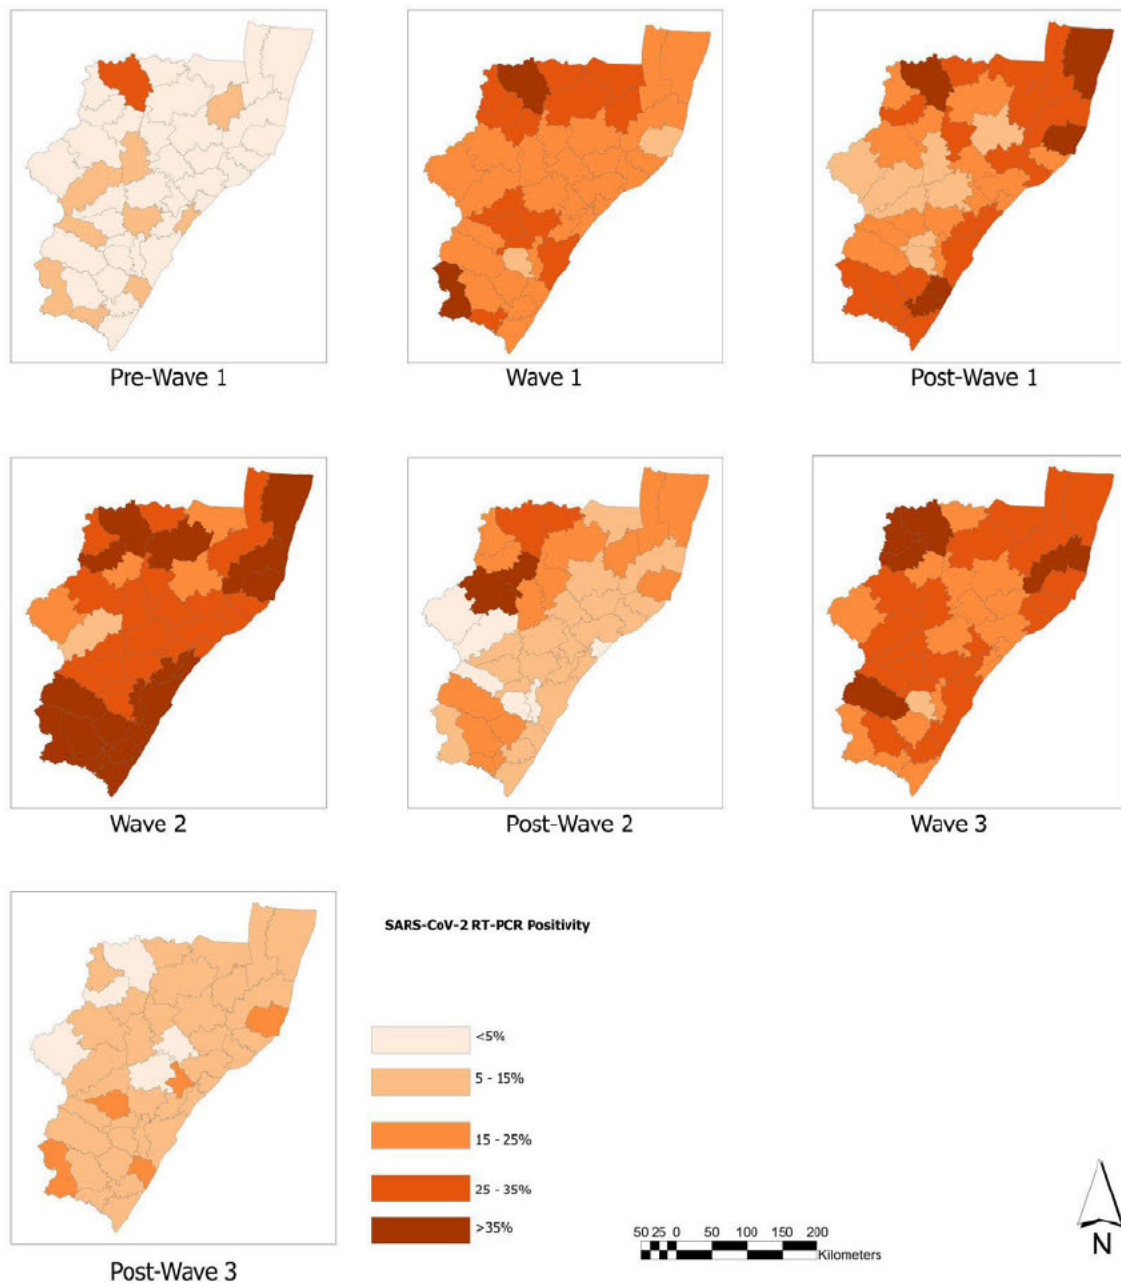 Pre-Wave 1
Wave 1
Post-Wave 1
Wave 2
Post-Wave 2
Wave 3
Post-Wave 3
SARS-CoV-2 RT-PCR Positivity
<5%
5 - 15%
15 - 25%
25 - 35%
>35%
50 25 0 50 100 150 200
Kilometers
N